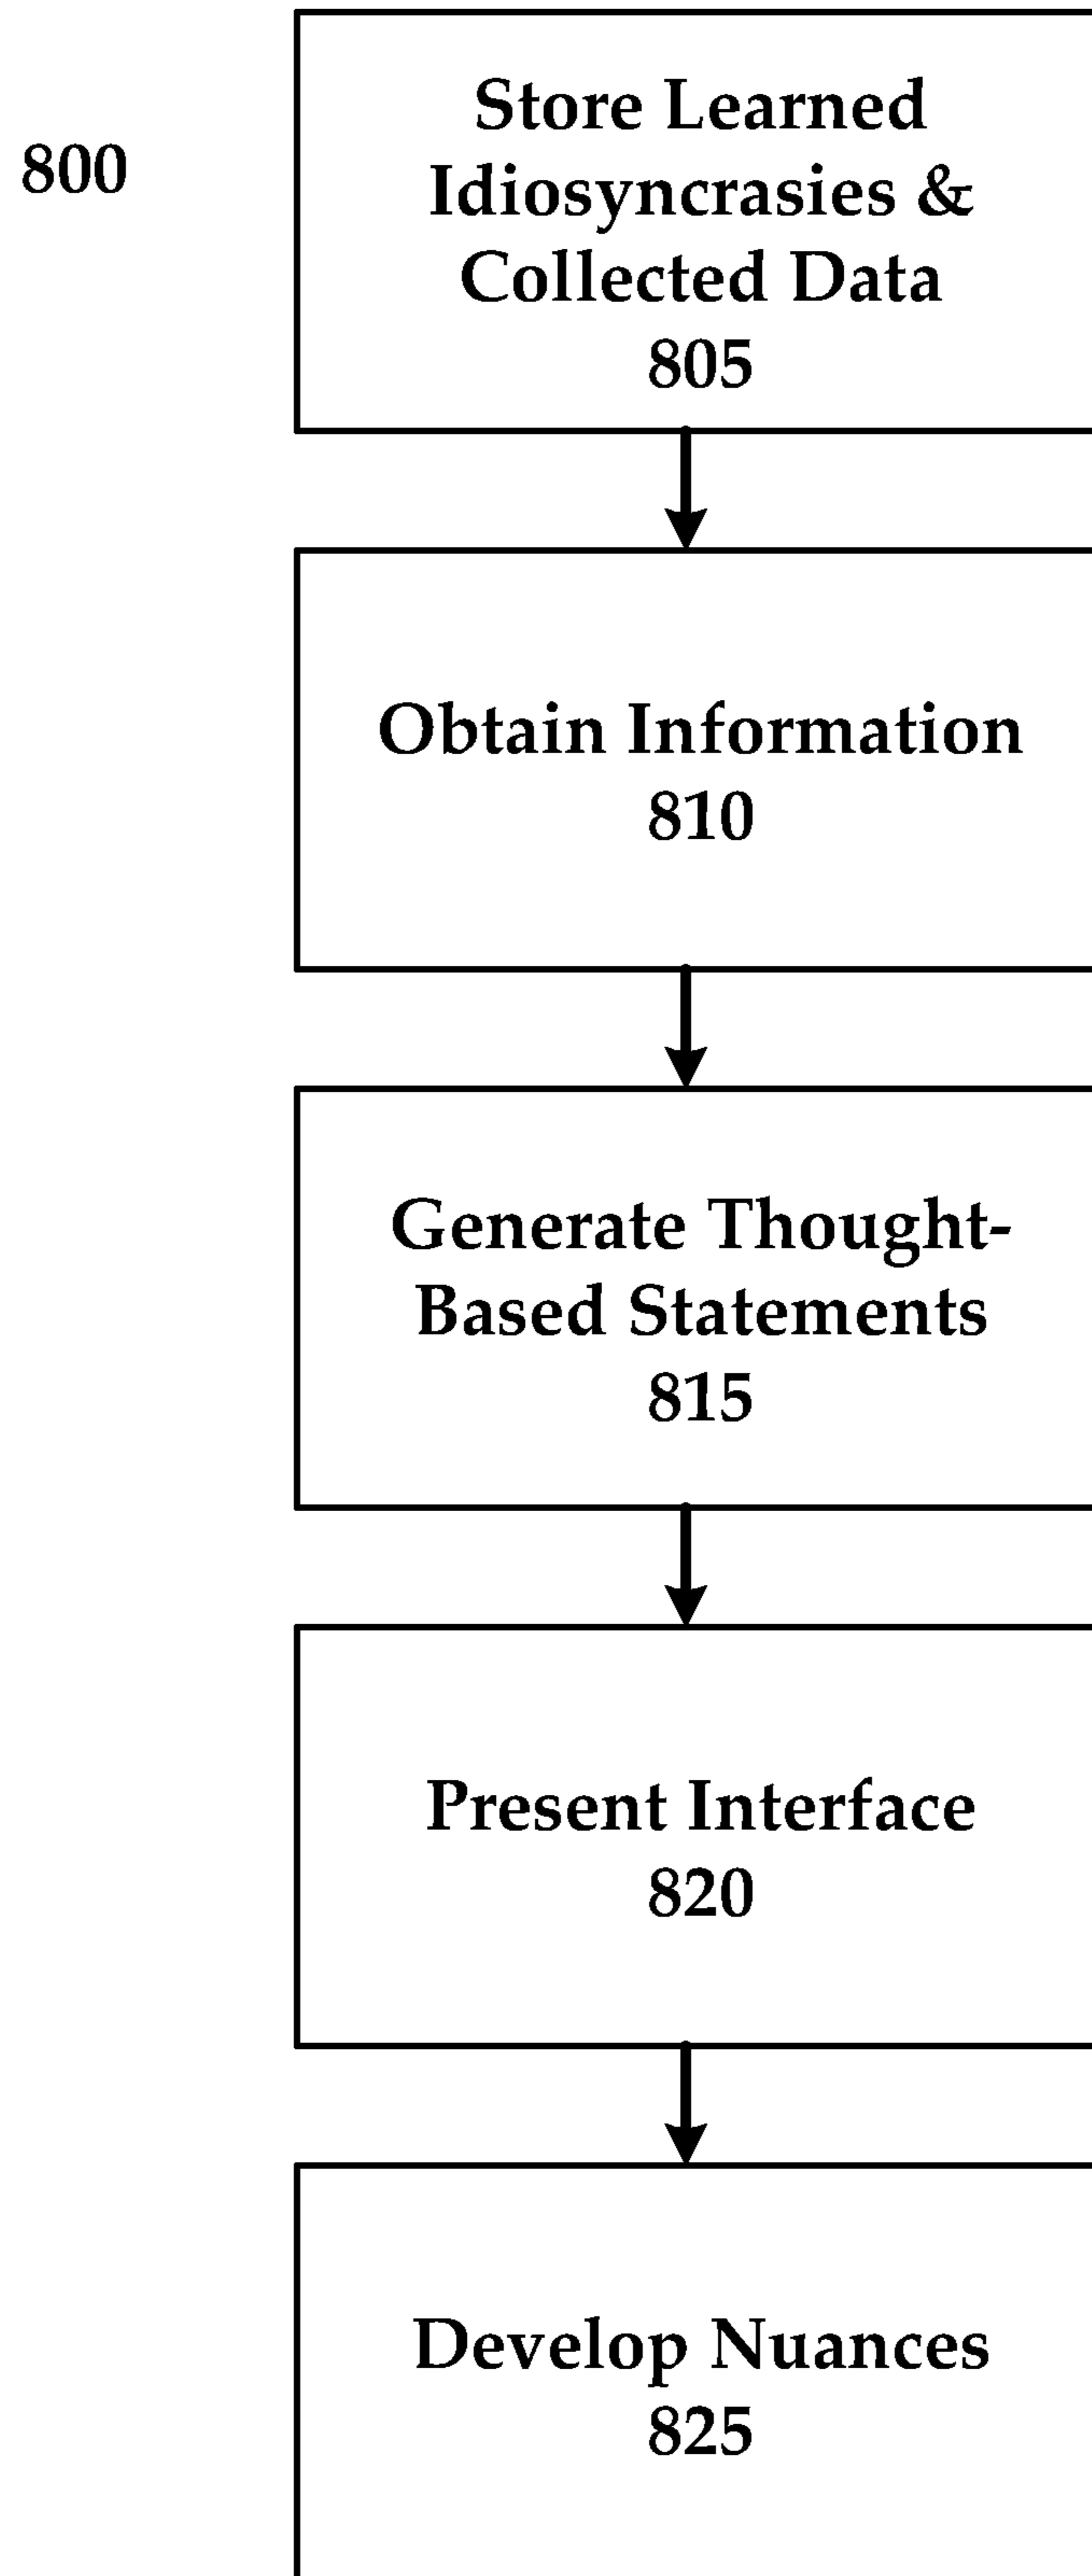 800
Store Learned
Idiosyncrasies &
Collected Data
805
Obtain Information
810
Generate Thought-
Based Statements
815
Present Interface
820
Develop Nuances
825